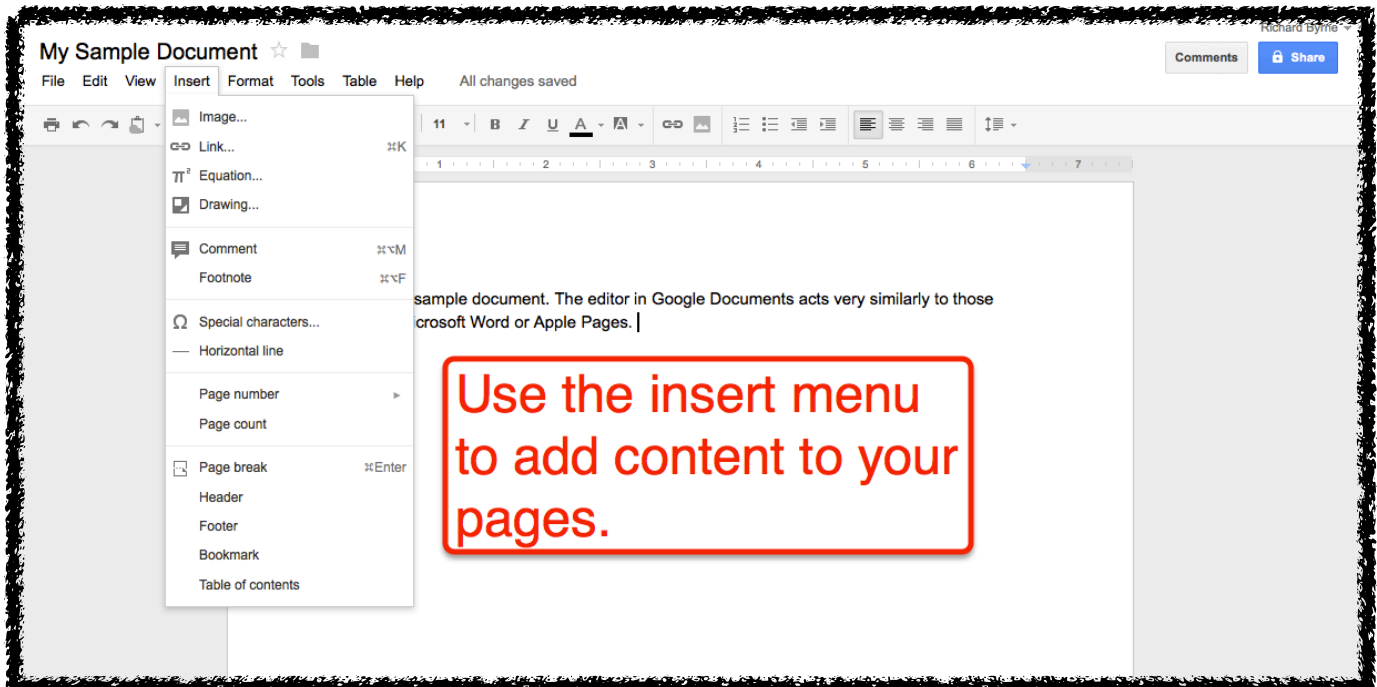 Richard Byrne
My Sample Document
Comments
Share
File Edit View Insert Format Tools Table Help All changes saved
11 B I U A A
1 2 3 4 5 6 7
Image...
Link... ⌘K
Equation...
Drawing...
Comment ⌘⌥M
Footnote ⌘⌥F
Special characters...
Horizontal line
Page number
Page count
Page break ⌘Enter
Header
Footer
Bookmark
Table of contents
sample document. The editor in Google Documents acts very similarly to those
icrosoft Word or Apple Pages.
Use the insert menu
to add content to your
pages.